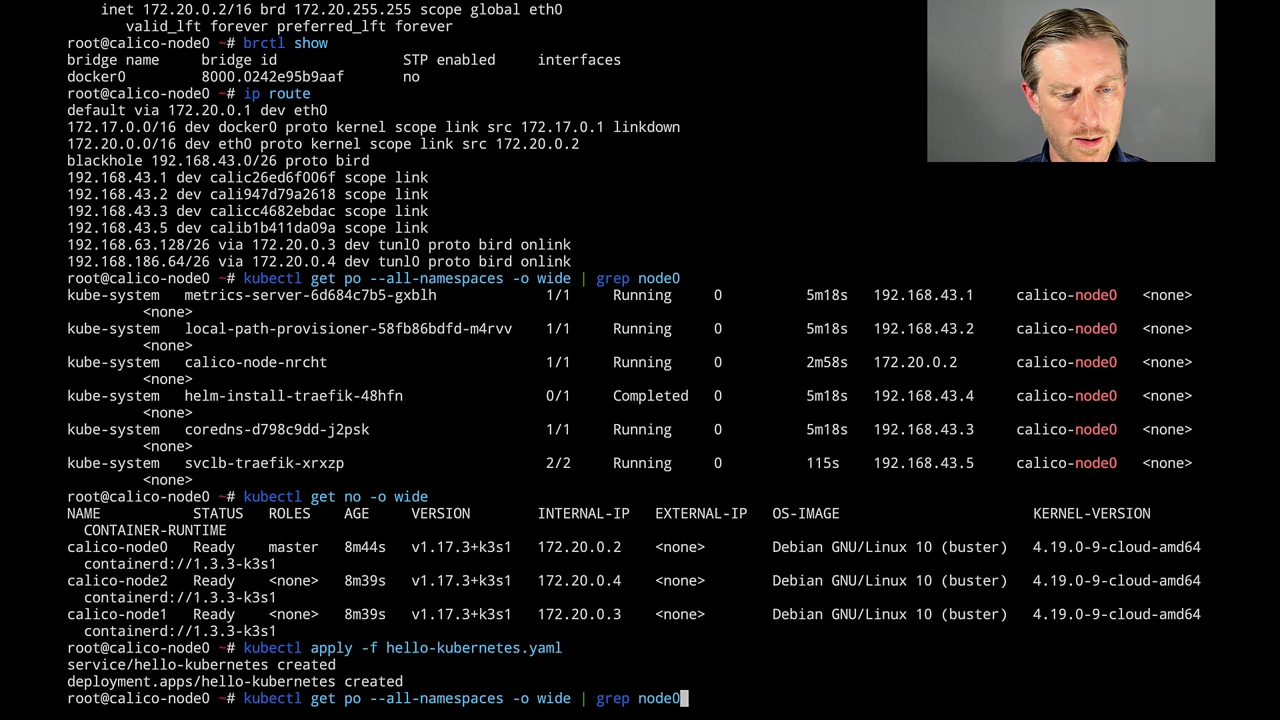 inet 172.20.0.2/16 brd 172.20.255.255 scope global eth0
valid_lft forever preferred_lft forever
root@calico-node0 ~# brctl show
bridge name bridge id STP enabled interfaces
docker0 8000.0242e95b9aaf no
root@calico-node0 ~# ip route
default via 172.20.0.1 dev eth0
172.17.0.0/16 dev docker0 proto kernel scope link src 172.17.0.1 linkdown
172.20.0.0/16 dev eth0 proto kernel scope link src 172.20.0.2
blackhole 192.168.43.0/26 proto bird
192.168.43.1 dev calic26ed6f006f scope link
192.168.43.2 dev cali947d79a2618 scope link
192.168.43.3 dev calicc4682ebdac scope link
192.168.43.5 dev calib1b411da09a scope link
192.168.63.128/26 via 172.20.0.3 dev tunl0 proto bird onlink
192.168.186.64/26 via 172.20.0.4 dev tunl0 proto bird onlink
root@calico-node0 ~# kubectl get po --all-namespaces -o wide | grep node0
kube-system metrics-server-6d684c7b5-gxblh 1/1 Running 0 5m18s 192.168.43.1 calico-node0 <none>
<none>
kube-system local-path-provisioner-58fb86bdfd-m4rvv 1/1 Running 0 5m18s 192.168.43.2 calico-node0 <none>
<none>
kube-system calico-node-nrcht 1/1 Running 0 2m58s 172.20.0.2 calico-node0 <none>
<none>
kube-system helm-install-traefik-48hfn 0/1 Completed 0 5m18s 192.168.43.4 calico-node0 <none>
<none>
kube-system coredns-d798c9dd-j2psk 1/1 Running 0 5m18s 192.168.43.3 calico-node0 <none>
<none>
kube-system svclb-traefik-xrxzp 2/2 Running 0 115s 192.168.43.5 calico-node0 <none>
<none>
root@calico-node0 ~# kubectl get no -o wide
NAME STATUS ROLES AGE VERSION INTERNAL-IP EXTERNAL-IP OS-IMAGE KERNEL-VERSION
CONTAINER-RUNTIME
calico-node0 Ready master 8m44s v1.17.3+k3s1 172.20.0.2 <none> Debian GNU/Linux 10 (buster) 4.19.0-9-cloud-amd64
containerd://1.3.3-k3s1
calico-node2 Ready <none> 8m39s v1.17.3+k3s1 172.20.0.4 <none> Debian GNU/Linux 10 (buster) 4.19.0-9-cloud-amd64
containerd://1.3.3-k3s1
calico-node1 Ready <none> 8m39s v1.17.3+k3s1 172.20.0.3 <none> Debian GNU/Linux 10 (buster) 4.19.0-9-cloud-amd64
containerd://1.3.3-k3s1
root@calico-node0 ~# kubectl apply -f hello-kubernetes.yaml
service/hello-kubernetes created
deployment.apps/hello-kubernetes created
root@calico-node0 ~# kubectl get po --all-namespaces -o wide | grep node0